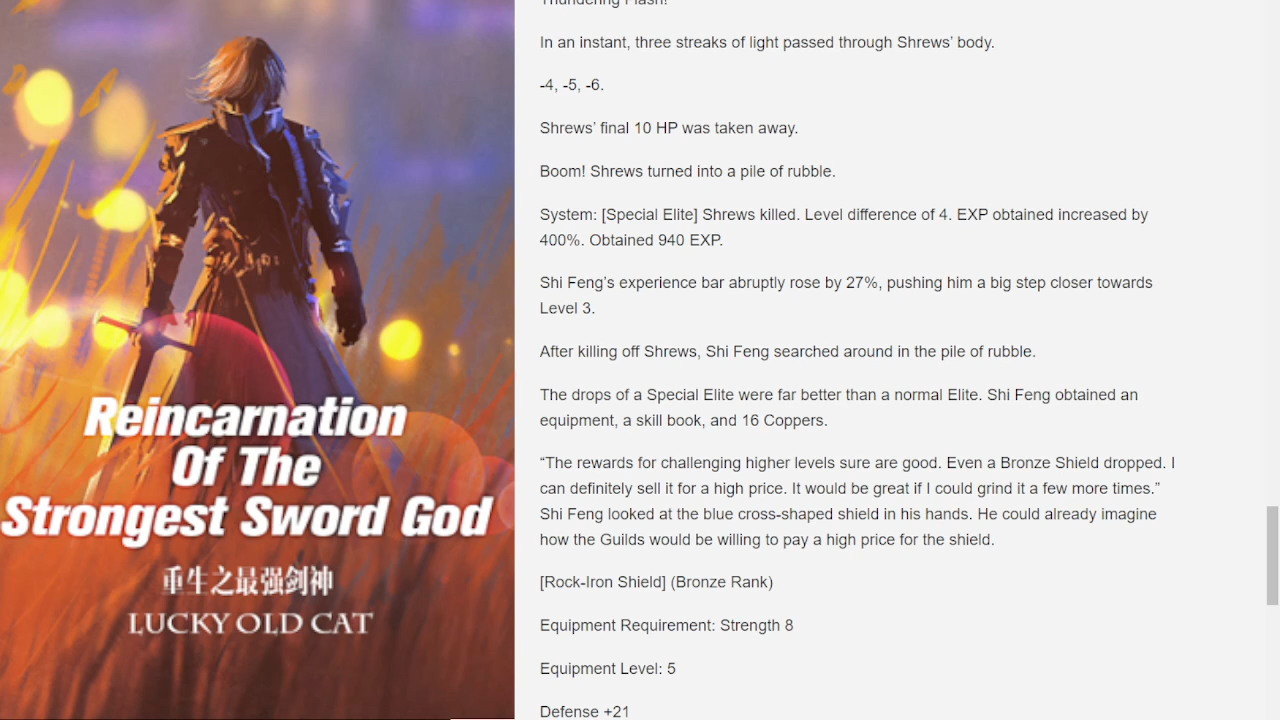 Reincarnation
Of The
Strongest Sword God
重生之最强剑神
LUCKY OLD CAT
Thundering Flash!
In an instant, three streaks of light passed through Shrews’ body.
-4, -5, -6.
Shrews’ final 10 HP was taken away.
Boom! Shrews turned into a pile of rubble.
System: [Special Elite] Shrews killed. Level difference of 4. EXP obtained increased by
400%. Obtained 940 EXP.
Shi Feng’s experience bar abruptly rose by 27%, pushing him a big step closer towards
Level 3.
After killing off Shrews, Shi Feng searched around in the pile of rubble.
The drops of a Special Elite were far better than a normal Elite. Shi Feng obtained an
equipment, a skill book, and 16 Coppers.
“The rewards for challenging higher levels sure are good. Even a Bronze Shield dropped. I
can definitely sell it for a high price. It would be great if I could grind it a few more times.”
Shi Feng looked at the blue cross-shaped shield in his hands. He could already imagine
how the Guilds would be willing to pay a high price for the shield.
[Rock-Iron Shield] (Bronze Rank)
Equipment Requirement: Strength 8
Equipment Level: 5
Defense +21